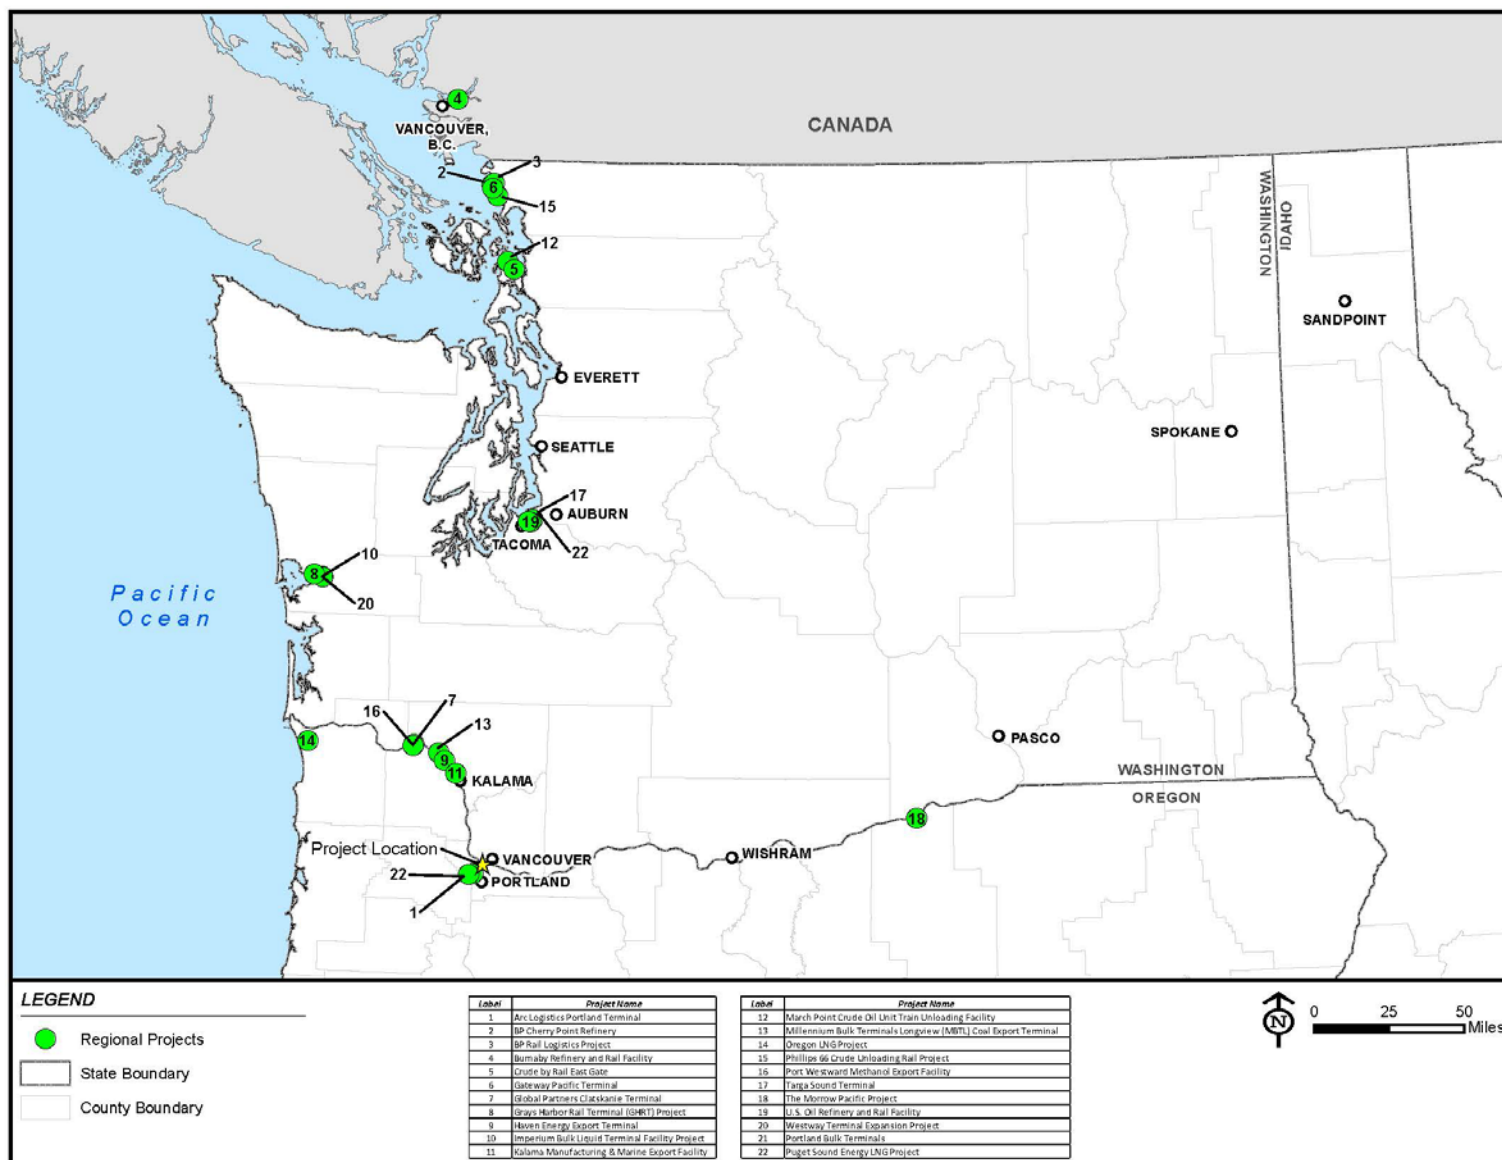 4
VANCOUVER,
B.C.
CANADA
3
2
6
15
WASHINGTON
IDAHO
12
5
SANDPOINT
EVERETT
SPOKANE
SEATTLE
17
AUBURN
19
TACOMA
22
10
8
20
Pacific
Ocean
7
16
13
14
9
PASCO
11
KALAMA
WASHINGTON
OREGON
18
Project Location
VANCOUVER
WISHRAM
22
PORTLAND
1
LEGEND
Regional Projects
State Boundary
County Boundary
Label Project Name
1 Arc Logistics Portland Terminal
2 BP Cherry Point Refinery
3 BP Rail Logistics Project
4 Burnaby Refinery and Rail Facility
5 Crude by Rail East Gate
6 Gateway Pacific Terminal
7 Global Partners Clatskanie Terminal
8 Grays Harbor Rail Terminal (GHRT) Project
9 Haven Energy Export Terminal
10 Imperium Bulk Liquid Terminal Facility Project
11 Kalama Manufacturing & Marine Export Facility
Label Project Name
12 March Point Crude Oil Unit Train Unloading Facility
13 Millennium Bulk Terminals Longview (MBTL) Coal Export Terminal
14 Oregon LNG Project
15 Phillips 66 Crude Unloading Rail Project
16 Port Westward Methanol Export Facility
17 Targa Sound Terminal
18 The Morrow Pacific Project
19 U.S. Oil Refinery and Rail Facility
20 Westway Terminal Expansion Project
21 Portland Bulk Terminals
22 Puget Sound Energy LNG Project
N
0 25 50
Miles